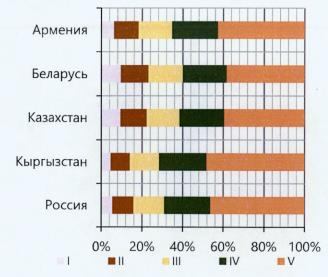 Армения
Беларусь
Казахстан
Кыргызстан
Россия
0% 20% 40% 60% 80% 100%
I II III IV V